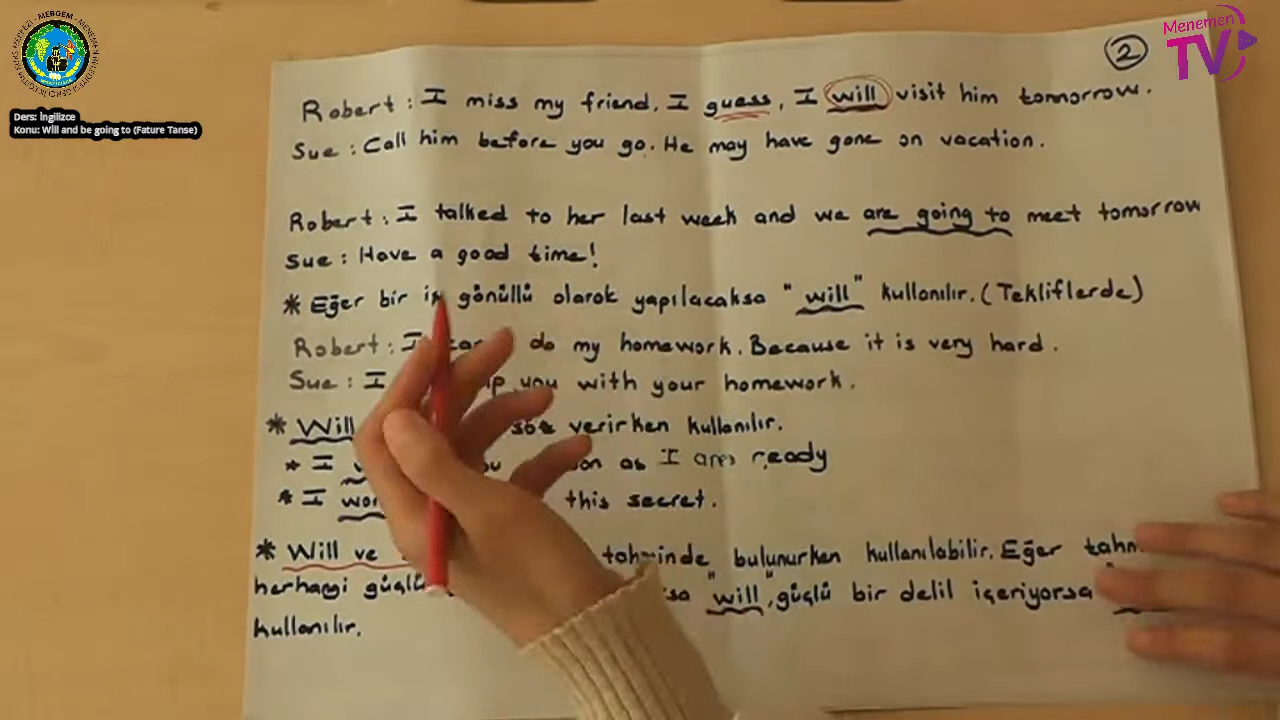 MEBGEM - MENEMEN
Menemen
TV
Ders: İngilizce
Konu: Will and be going to (Fature Tanse)
2
Robert: I miss my friend. I guess, I will visit him tomorrow.
Sue: Call him before you go. He may have gone on vacation.
Robert: I talked to her last week and we are going to meet tomorrow
Sue: Have a good time!
* Eğer bir iş gönüllü olarak yapılacaksa "will" kullanılır. (Tekliflerde)
Robert: I do my homework. Because it is very hard.
Sue: I you with your homework.
* Will söz verirken kullanılır.
* I as I am ready
* I this secret.
* Will ve tahminde bulunurken kullanılabilir. Eğer
herhangi güçlü "will", güçlü bir delil içeriyorsa
kullanılır.